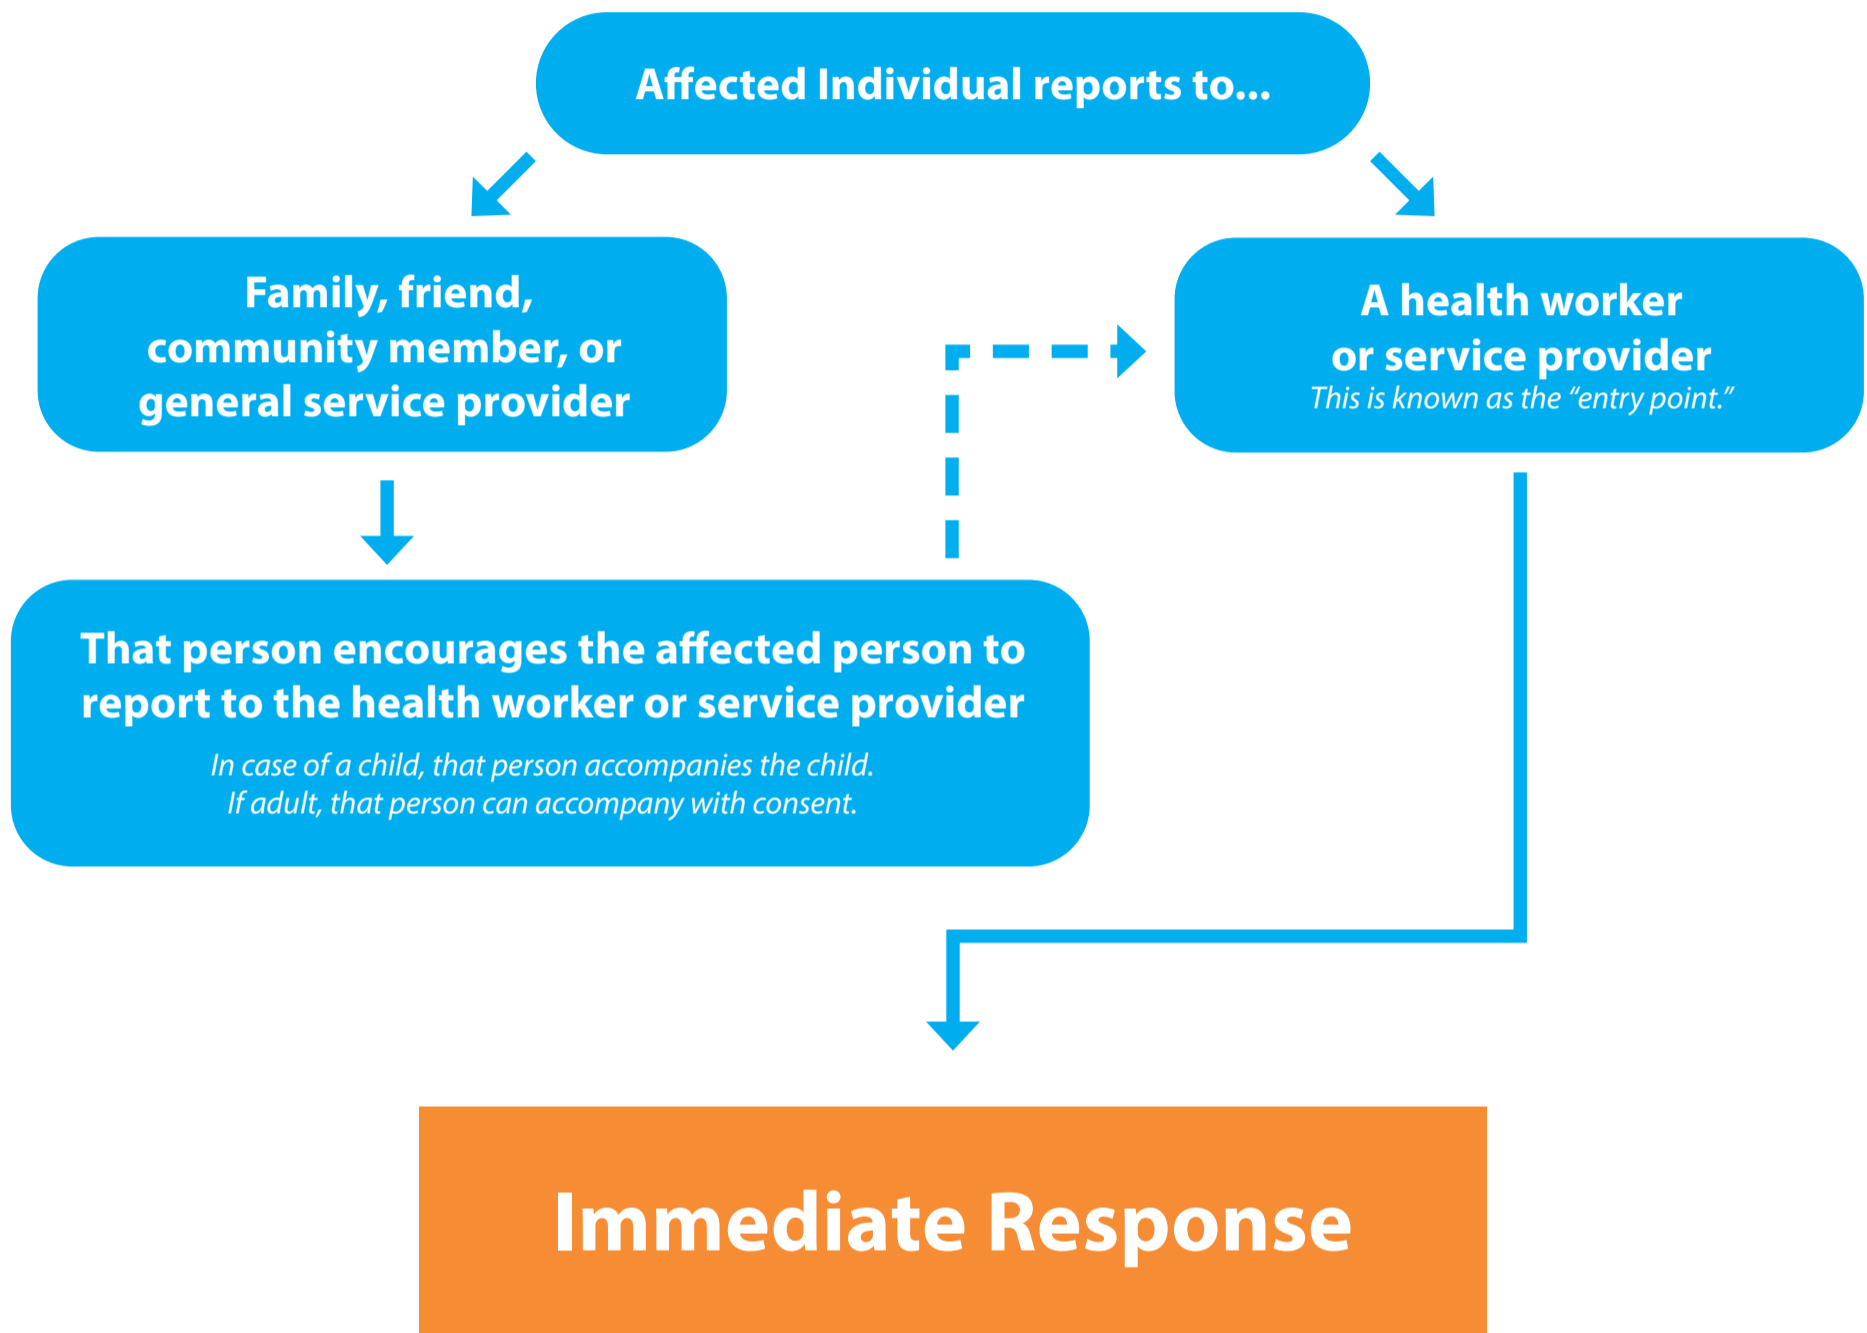 Affected Individual reports to...
Family, friend,
community member, or
general service provider
A health worker
or service provider
This is known as the “entry point.”
That person encourages the affected person to
report to the health worker or service provider
In case of a child, that person accompanies the child.
If adult, that person can accompany with consent.
Immediate Response